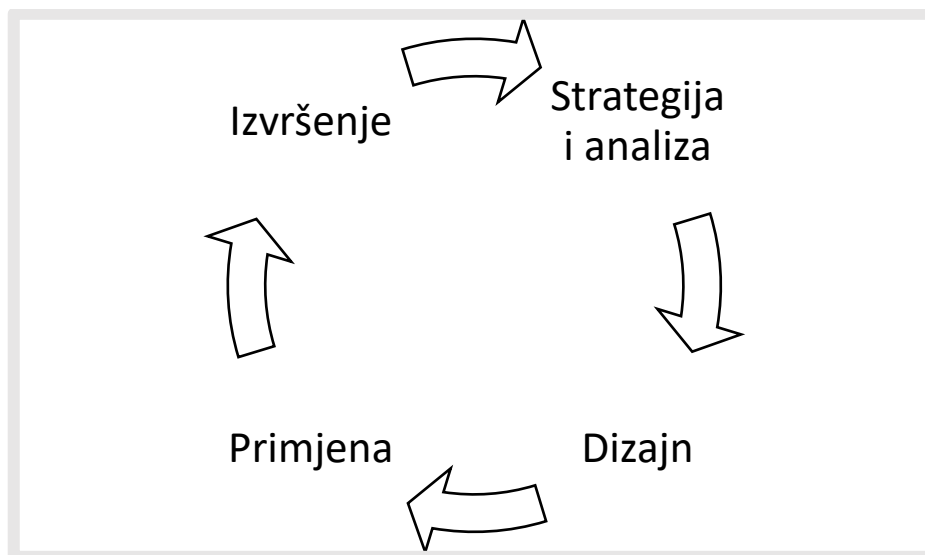 Izvršenje
Strategija
i analiza
Primjena
Dizajn